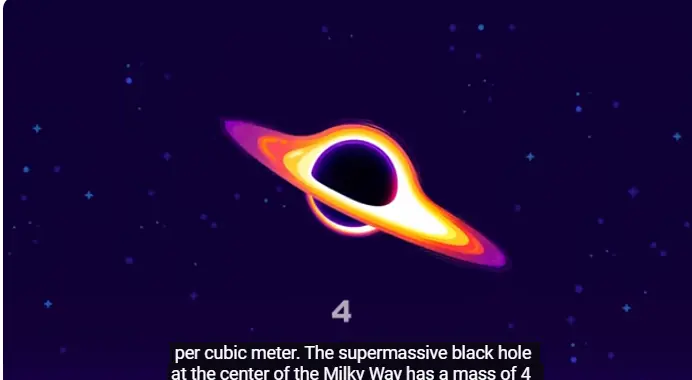 4
per cubic meter. The supermassive black hole
at the center of the Milky Way has a mass of 4